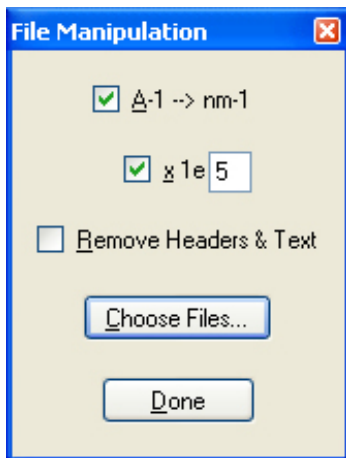 File Manipulation
A-1 --> nm-1
x 1e 5
Remove Headers & Text
Choose Files...
Done